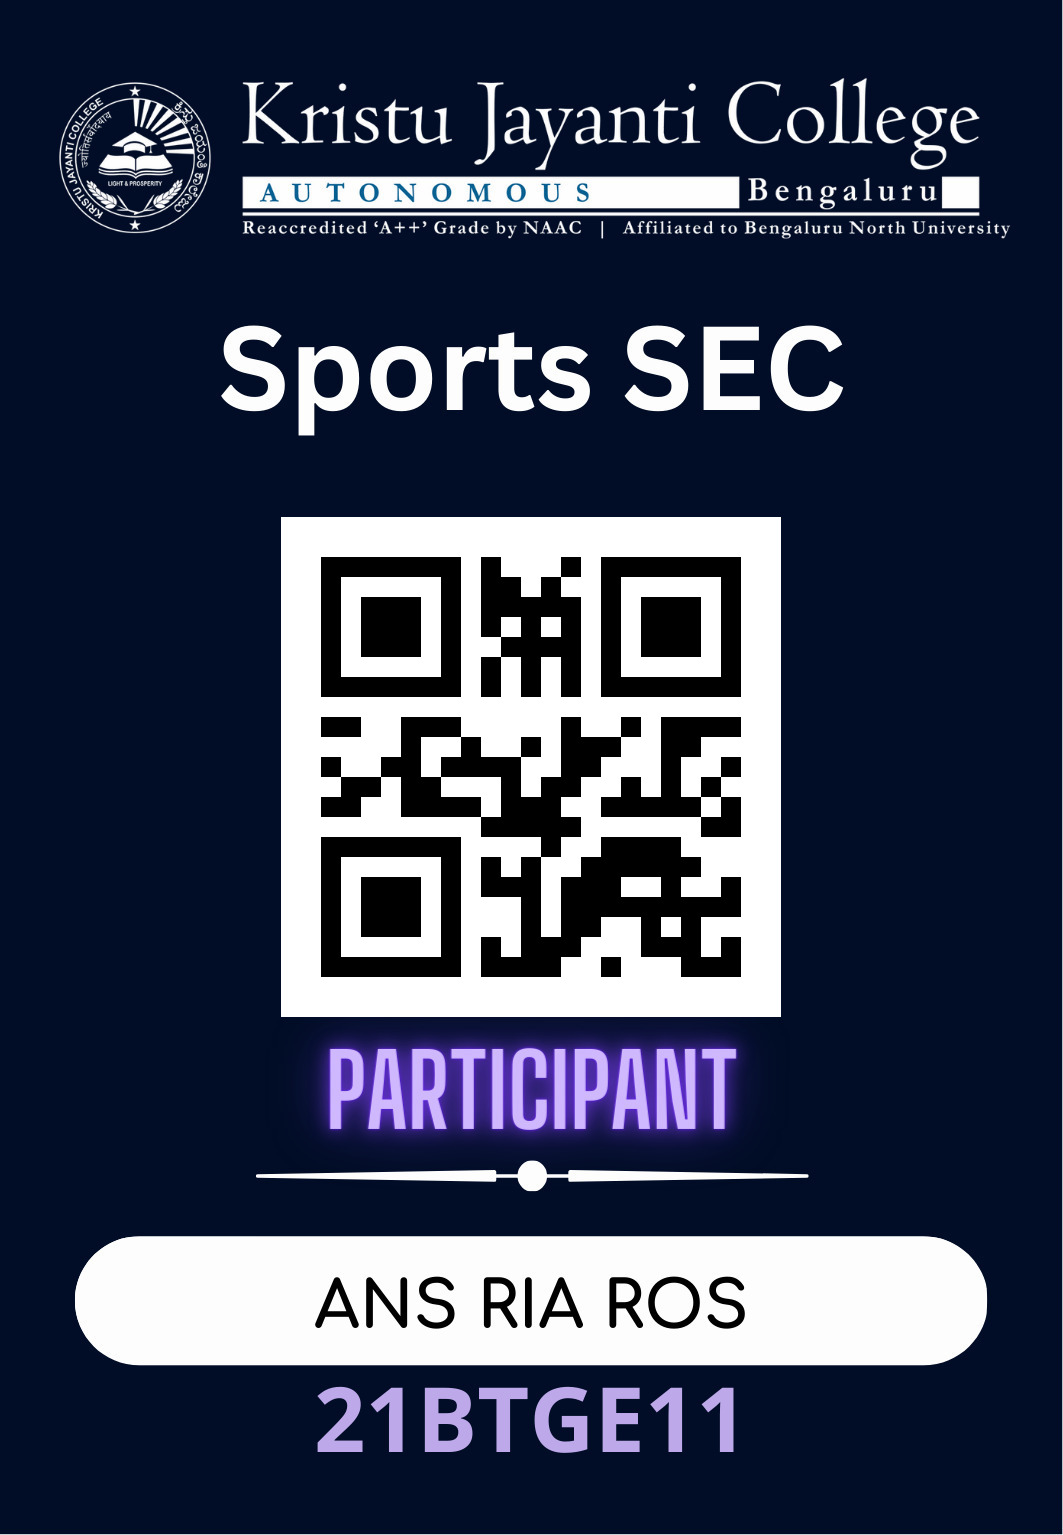 KRISTU JAYANTI COLLEGE
ಕ್ರಿಸ್ತು ಜಯಂತಿ ಕಾಲೇಜು
LIGHT & PROSPERITY
Kristu Jayanti College
AUTONOMOUS Bengaluru
Reaccredited ‘A++’ Grade by NAAC | Affiliated to Bengaluru North University
Sports SEC
PARTICIPANT
ANS RIA ROS
21BTGE11